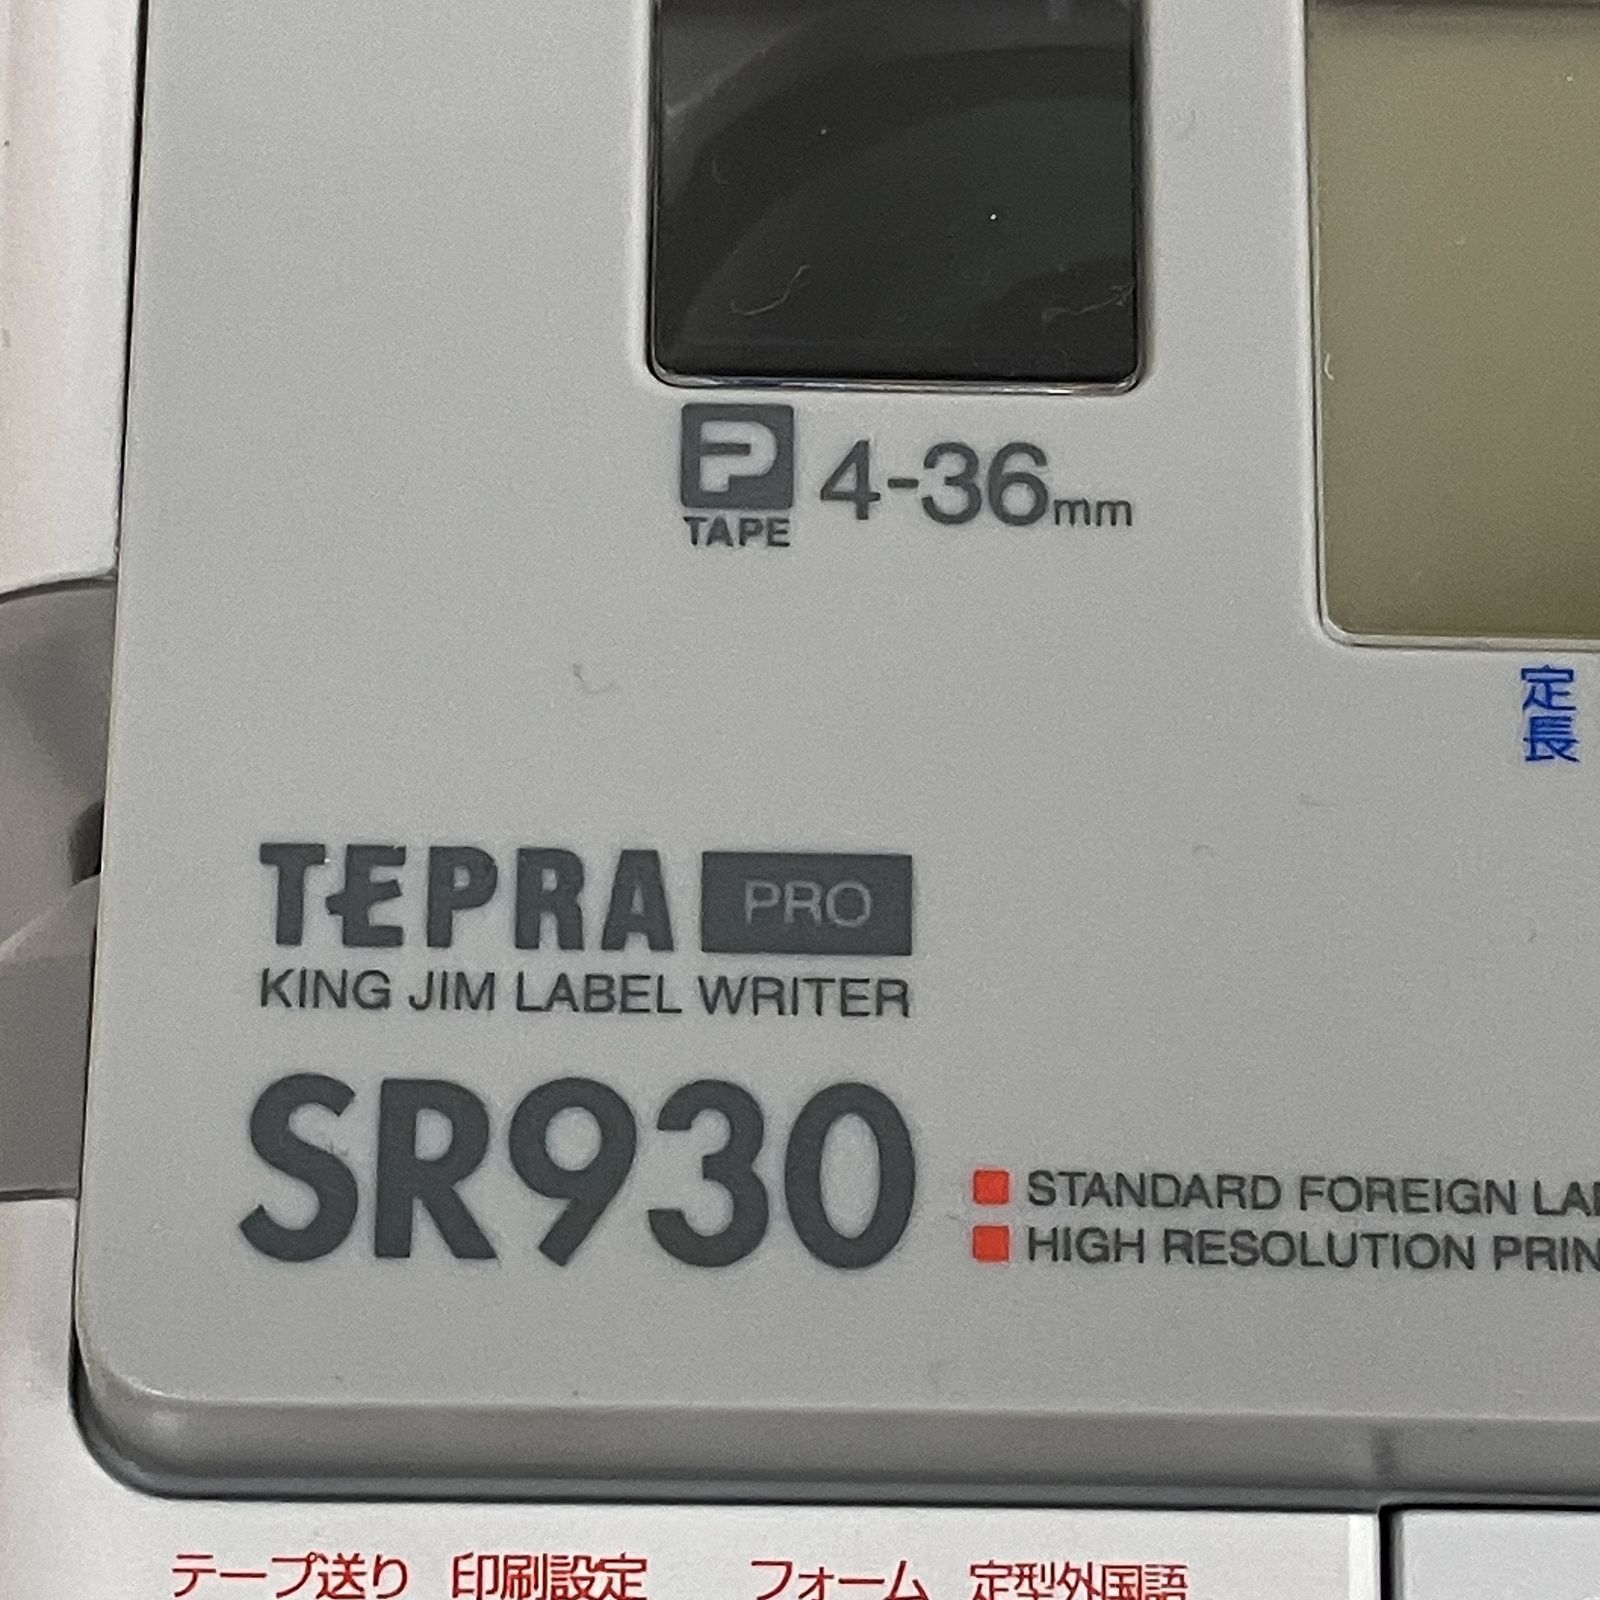 P
TAPE
4-36mm
定長
TEPRA PRO
KING JIM LABEL WRITER
SR930
STANDARD FOREIGN LA
HIGH RESOLUTION PRIN
テープ送り 印刷設定 フォーム 定型外国語